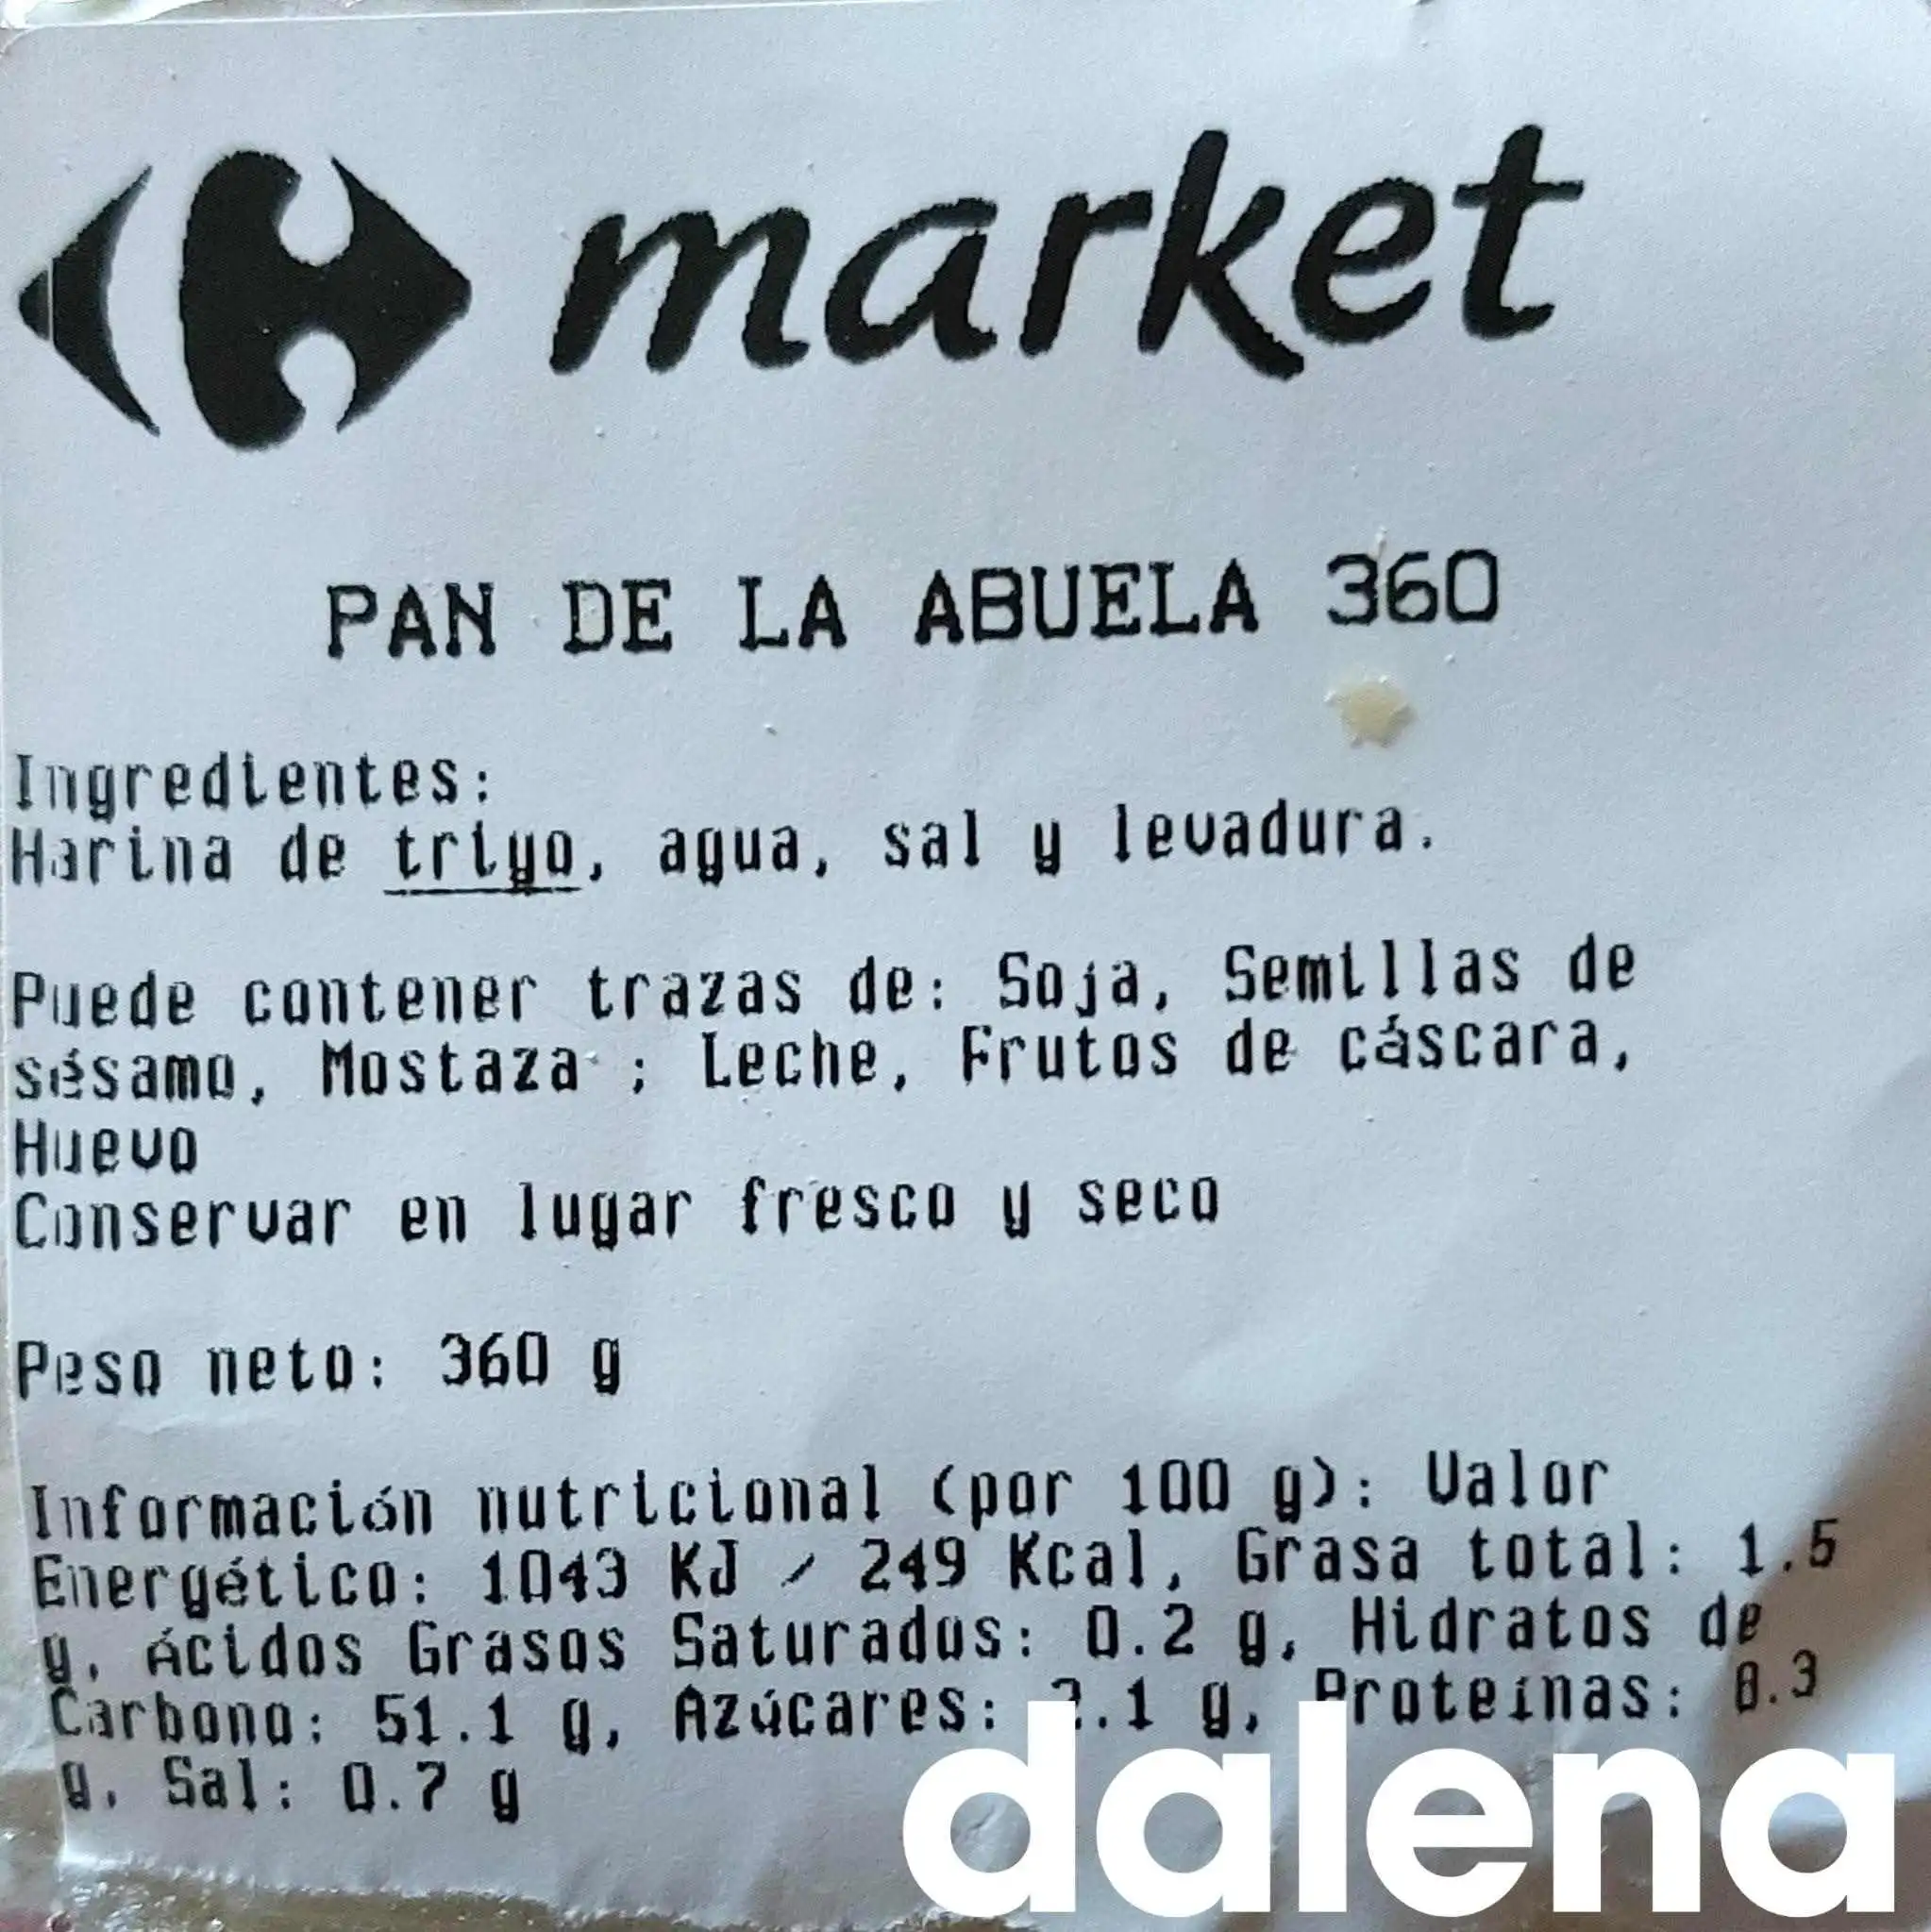 market
PAN DE LA ABUELA 360
Ingredientes:
Harina de trigo, agua, sal y levadura.
Puede contener trazas de: Soja, Semillas de
sésamo, Mostaza ; Leche, Frutos de cáscara,
Huevo
Conservar en lugar fresco y seco
Peso neto: 360 g
Información nutricional (por 100 g): Valor
Energético: 1043 KJ / 249 Kcal, Grasa total: 1.5
g, Ácidos Grasos Saturados: 0.2 g, Hidratos de
Carbono: 51.1 g, Azúcares: g, Proteínas: 8.3
g, Sal: 0.7 g
dalena